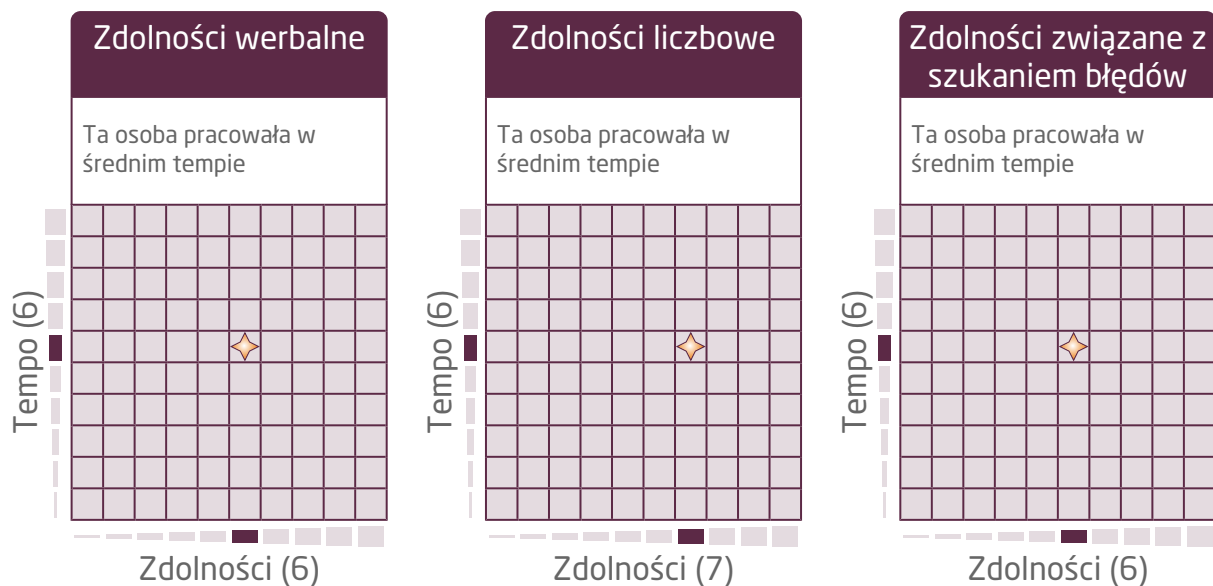 Zdolności werbalne
Ta osoba pracowała w
średnim tempie
Tempo (6)
Zdolności (6)
Zdolności liczbowe
Ta osoba pracowała w
średnim tempie
Tempo (6)
Zdolności (7)
Zdolności związane z
szukaniem błędów
Ta osoba pracowała w
średnim tempie
Tempo (6)
Zdolności (6)